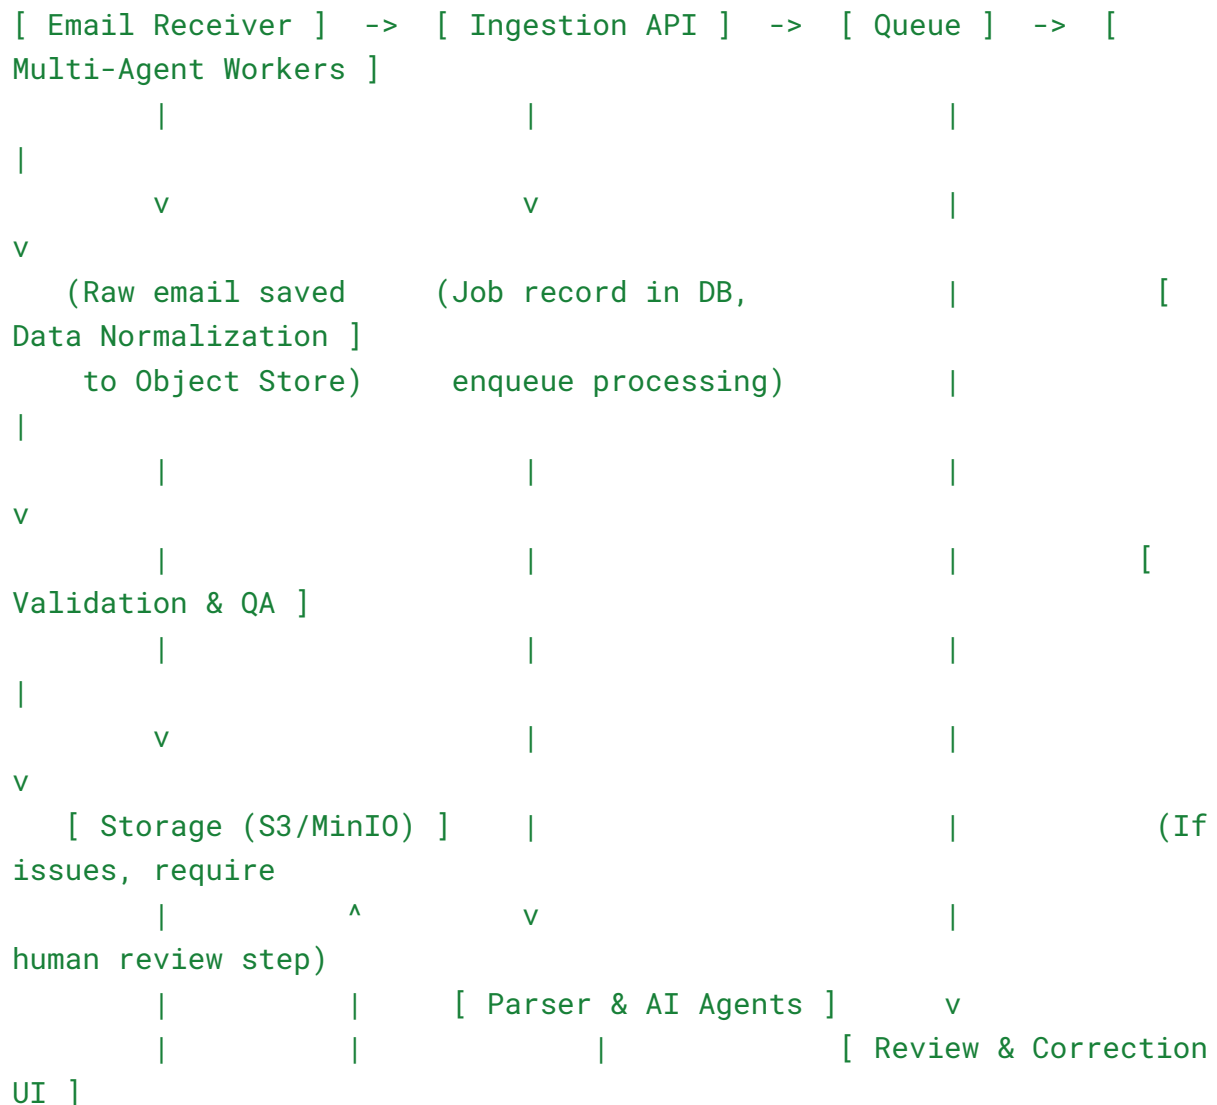 [ Email Receiver ]  ->  [ Ingestion API ]  ->  [ Queue ]  ->  [
Multi-Agent Workers ]
        |                    |                       |
|
        v                    v                       |
v
   (Raw email saved     (Job record in DB,           |           [
Data Normalization ]
    to Object Store)     enqueue processing)         |
|
        |                    |                       |
v
        |                    |                       |          [
Validation & QA ]
        |                    |                       |
|
        v                    |                       |
v
   [ Storage (S3/MinIO) ]    |                       |           (If
issues, require
        |          ^         v                       |
human review step)
        |          |     [ Parser & AI Agents ]      v
        |          |             |             [ Review & Correction
UI ]